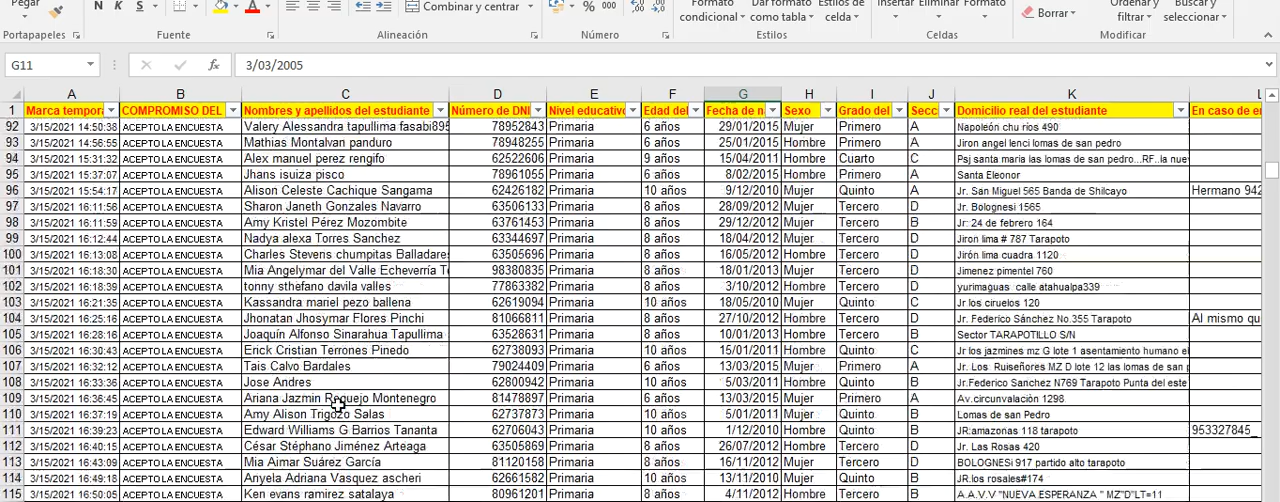 Pegar
N K S
Combinar y centrar
% 000
Formato condicional
Dar formato como tabla
Estilos de celda
Insertar Eliminar Formato
Borrar
Ordenar y filtrar
Buscar y seleccionar
Portapapeles Fuente Alineación Número Estilos Celdas Modificar
G11 fx 3/03/2005
A B C D E F G H I J K L
1 Marca tempora COMPROMISO DEL Nombres y apellidos del estudiante Número de DNI Nivel educativo Edad del Fecha de n Sexo Grado del Secc Domicilio real del estudiante En caso de e
92 3/15/2021 14:50:38 ACEPTO LA ENCUESTA Valery Alessandra tapullima fasabi895 78952843 Primaria 6 años 29/01/2015 Mujer Primero A Napoleón chu ríos 490
93 3/15/2021 14:56:55 ACEPTO LA ENCUESTA Mathias Montalvan panduro 78948255 Primaria 6 años 25/01/2015 Hombre Primero A Jiron angel lenci lomas de san pedro
94 3/15/2021 15:31:32 ACEPTO LA ENCUESTA Alex manuel perez rengifo 62522606 Primaria 9 años 15/04/2011 Hombre Cuarto C Psj santa maria las lomas de san pedro...RF..la nuev
95 3/15/2021 15:37:07 ACEPTO LA ENCUESTA Jhans isuiza pisco 78961055 Primaria 6 años 8/02/2015 Hombre Primero A Santa Eleonor
96 3/15/2021 15:54:17 ACEPTO LA ENCUESTA Alison Celeste Cachique Sangama 62426182 Primaria 10 años 9/12/2010 Mujer Quinto A Jr. San Miguel 565 Banda de Shilcayo Hermano 942
97 3/15/2021 16:11:56 ACEPTO LA ENCUESTA Sharon Janeth Gonzales Navarro 63506133 Primaria 8 años 28/09/2012 Mujer Tercero D Jr. Bolognesi 1565
98 3/15/2021 16:11:59 ACEPTO LA ENCUESTA Amy Kristel Pérez Mozombite 63761453 Primaria 8 años 29/12/2012 Mujer Tercero B Jr: 24 de febrero 164
99 3/15/2021 16:12:44 ACEPTO LA ENCUESTA Nadya alexa Torres Sanchez 63344697 Primaria 8 años 18/04/2012 Mujer Tercero D Jiron lima # 787 Tarapoto
100 3/15/2021 16:13:08 ACEPTO LA ENCUESTA Charles Stevens chumpitas Balladares 63505696 Primaria 8 años 16/05/2012 Hombre Tercero D Jirón lima cuadra 1120
101 3/15/2021 16:18:30 ACEPTO LA ENCUESTA Mia Angelymar del Valle Echeverría To 98380835 Primaria 8 años 18/01/2013 Mujer Tercero D Jimenez pimentel 760
102 3/15/2021 16:18:39 ACEPTO LA ENCUESTA tonny sthefano davila valles 77863382 Primaria 8 años 3/10/2012 Hombre Tercero D yurimaguas calle atahualpa339
103 3/15/2021 16:21:35 ACEPTO LA ENCUESTA Kassandra mariel pezo ballena 62619094 Primaria 10 años 18/05/2010 Mujer Quinto C Jr los ciruelos 120
104 3/15/2021 16:25:16 ACEPTO LA ENCUESTA Jhonatan Jhosymar Flores Pinchi 81066811 Primaria 8 años 27/10/2012 Hombre Tercero D Jr. Federico Sánchez No.355 Tarapoto Al mismo qu
105 3/15/2021 16:28:16 ACEPTO LA ENCUESTA Joaquín Alfonso Sinarahua Tapullima 63528631 Primaria 8 años 10/01/2013 Hombre Tercero B Sector TARAPOTILLO S/N
106 3/15/2021 16:30:43 ACEPTO LA ENCUESTA Erick Cristian Terrones Pinedo 62738093 Primaria 10 años 15/01/2011 Hombre Quinto C Jr los jazmines mz G lote 1 asentamiento humano el
107 3/15/2021 16:32:12 ACEPTO LA ENCUESTA Tais Calvo Bardales 79024409 Primaria 6 años 13/03/2015 Mujer Primero A Jr. Los Ruiseñores MZ D lote 12 las lomas de san p
108 3/15/2021 16:33:36 ACEPTO LA ENCUESTA Jose Andres 62800942 Primaria 10 años 5/03/2011 Hombre Quinto B Jr.Federico Sanchez N769 Tarapoto Punta del este
109 3/15/2021 16:36:45 ACEPTO LA ENCUESTA Ariana Jazmin Requejo Montenegro 81478897 Primaria 6 años 13/03/2015 Mujer Primero A Av.circunvalaciòn 1298
110 3/15/2021 16:37:19 ACEPTO LA ENCUESTA Amy Alison Trigozo Salas 62737873 Primaria 10 años 5/01/2011 Mujer Quinto B Lomas de san Pedro
111 3/15/2021 16:39:23 ACEPTO LA ENCUESTA Edward Williams G Barrios Tananta 62706043 Primaria 10 años 1/12/2010 Hombre Quinto B JR:amazonas 118 tarapoto 953327845_
112 3/15/2021 16:40:15 ACEPTO LA ENCUESTA César Stéphano Jiménez Arteaga 63505869 Primaria 8 años 26/07/2012 Hombre Tercero D Jr. Las Rosas 420
113 3/15/2021 16:43:09 ACEPTO LA ENCUESTA Mia Aimar Suárez García 81120158 Primaria 8 años 16/11/2012 Mujer Tercero D BOLOGNESi 917 partido alto tarapoto
114 3/15/2021 16:49:18 ACEPTO LA ENCUESTA Anyela Adriana Vasquez ascheri 62661582 Primaria 10 años 13/11/2010 Mujer Quinto B JR.los rosales#174
115 3/15/2021 16:50:05 ACEPTO LA ENCUESTA Ken evans ramirez satalaya 80961201 Primaria 8 años 4/11/2012 Hombre Tercero B A.A.V.V "NUEVA ESPERANZA " MZ"D"LT=11